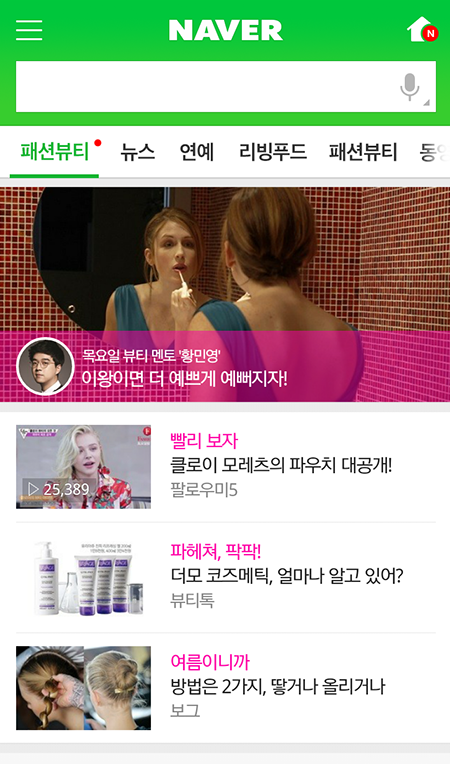 NAVER
N
패션뷰티
뉴스
연예
리빙푸드
패션뷰티
목요일 뷰티 멘토 '황민영'
이왕이면 더 예쁘게 예뻐지자!
빨리 보자
클로이 모레츠의 파우치 대공개!
25,389
팔로우미5
파헤쳐, 팍팍!
더모 코즈메틱, 얼마나 알고 있어?
뷰티톡
여름이니까
방법은 2가지, 땋거나 올리거나
보그